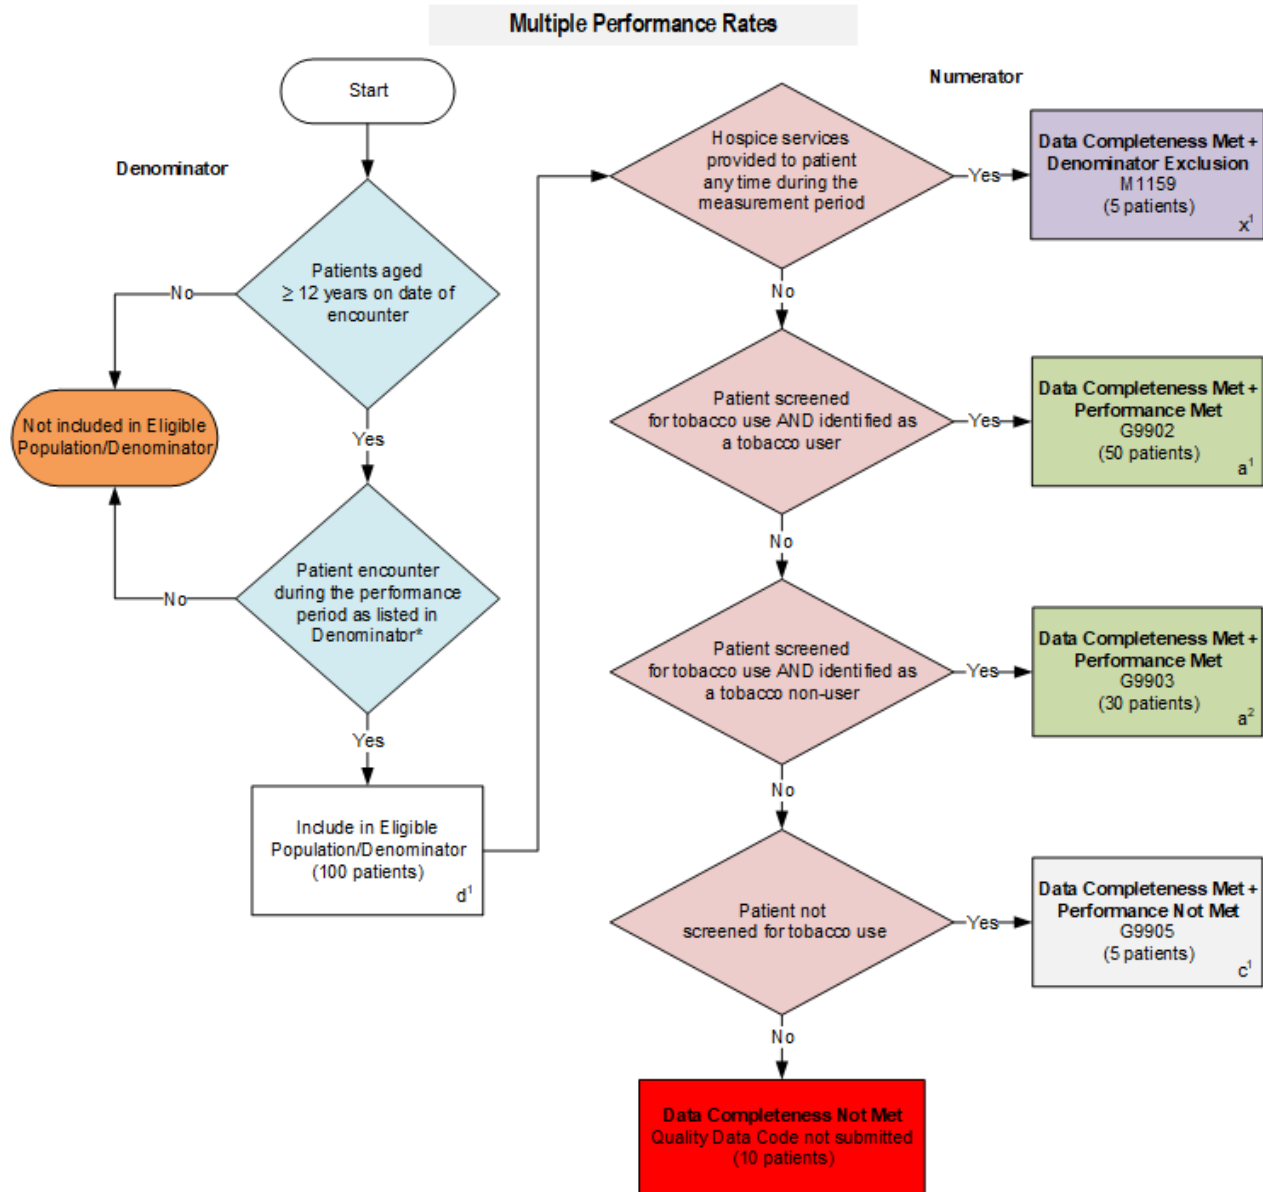 Multiple Performance Rates
Start
Denominator
Patients aged
≥ 12 years on date of
encounter
No
Not included in Eligible
Population/Denominator
Yes
Patient encounter
during the performance
period as listed in
Denominator*
No
Yes
Include in Eligible
Population/Denominator
(100 patients)
d¹
Numerator
Hospice services
provided to patient
any time during the
measurement period
Yes
Data Completeness Met +
Denominator Exclusion
M1159
(5 patients)
x¹
No
Patient screened
for tobacco use AND identified as
a tobacco user
Yes
Data Completeness Met +
Performance Met
G9902
(50 patients)
a¹
No
Patient screened
for tobacco use AND identified as
a tobacco non-user
Yes
Data Completeness Met +
Performance Met
G9903
(30 patients)
a²
No
Patient not
screened for tobacco use
Yes
Data Completeness Met +
Performance Not Met
G9905
(5 patients)
c¹
No
Data Completeness Not Met
Quality Data Code not submitted
(10 patients)